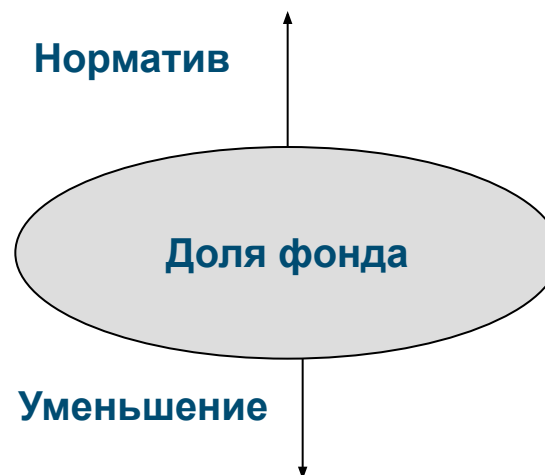 Норматив
Доля фонда
Уменьшение